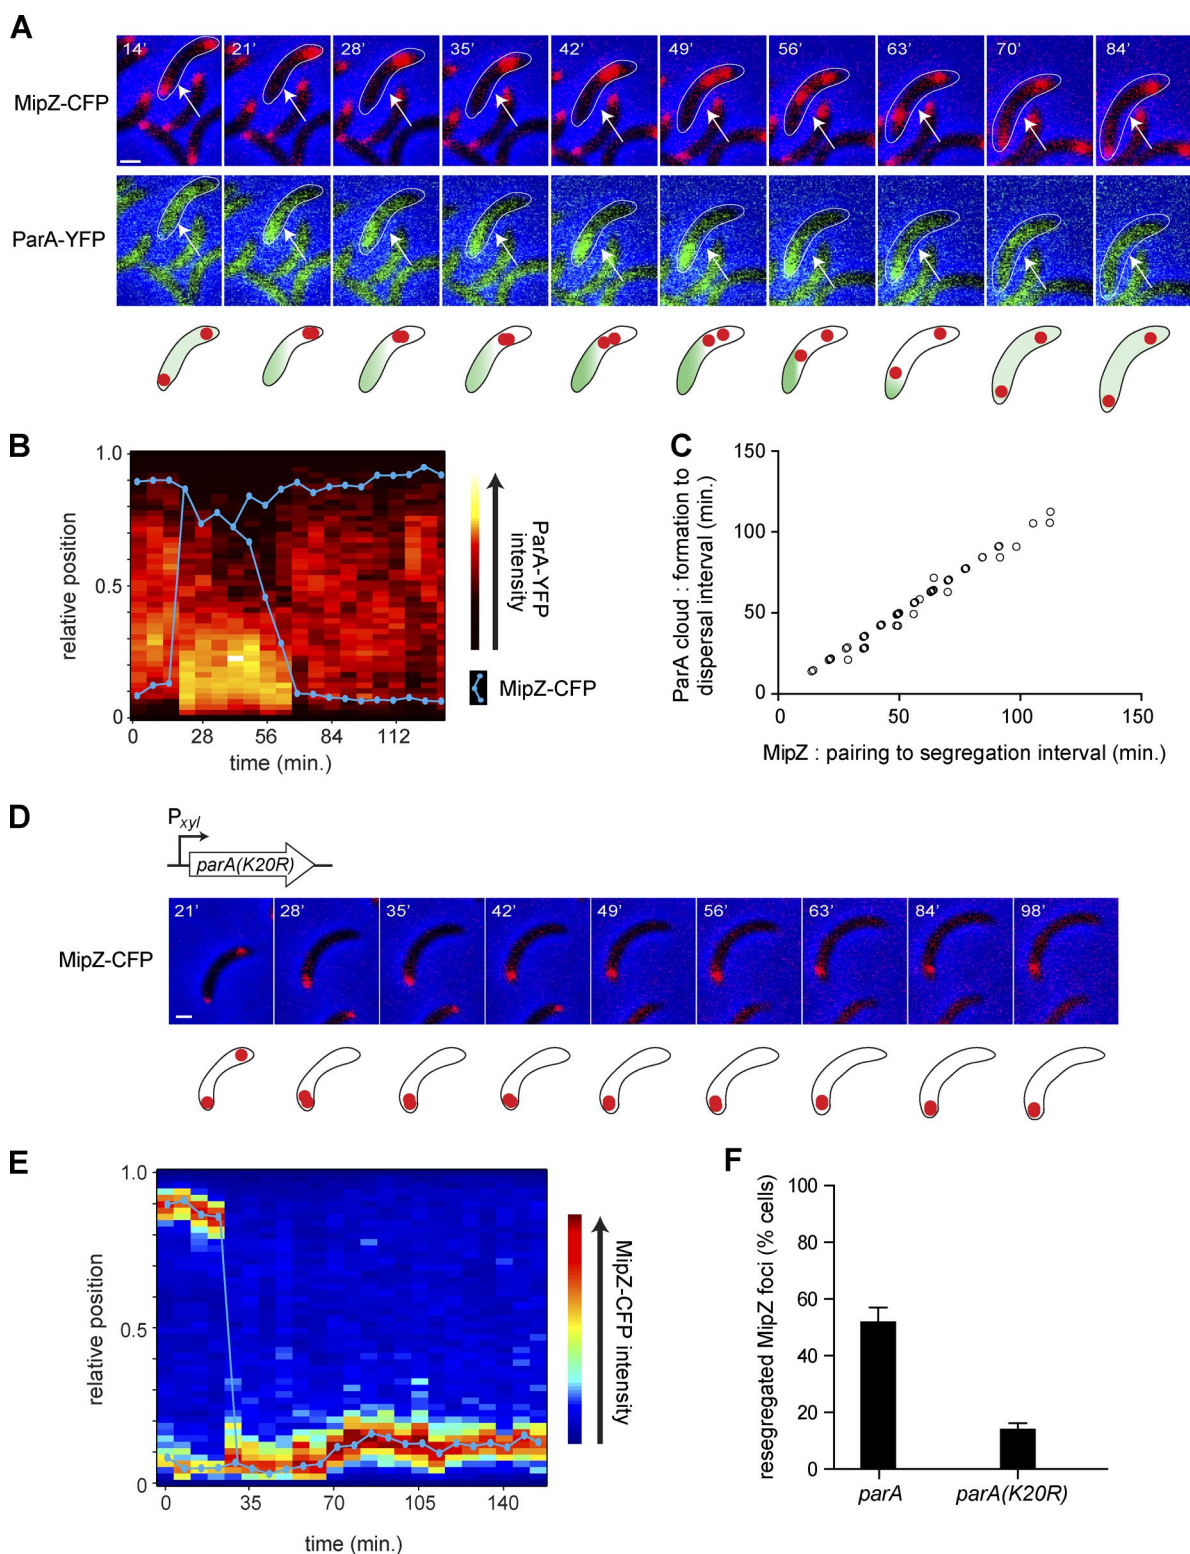 A
MipZ-CFP
14' 21' 28' 35' 42' 49' 56' 63' 70' 84'
ParA-YFP
B
1.0
0.5
0
relative position
0 28 56 84 112
time (min.)
ParA-YFP
intensity
MipZ-CFP
C
150
100
50
0
ParA cloud : formation to
dispersal interval (min.)
0 50 100 150
MipZ : pairing to segregation interval (min.)
D
Pxyl
parA(K20R)
MipZ-CFP
21' 28' 35' 42' 49' 56' 63' 84' 98'
E
1.0
0.5
0
relative position
0 35 70 105 140
time (min.)
MipZ-CFP intensity
F
100
80
60
40
20
0
resegregated MipZ foci (% cells)
parA parA(K20R)